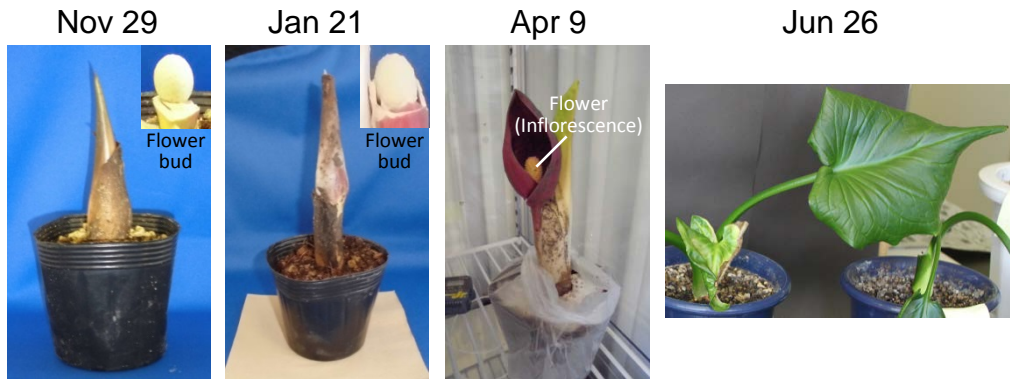 Nov 29
Jan 21
Apr 9
Jun 26
Flower
bud
Flower
bud
Flower
(Inflorescence)